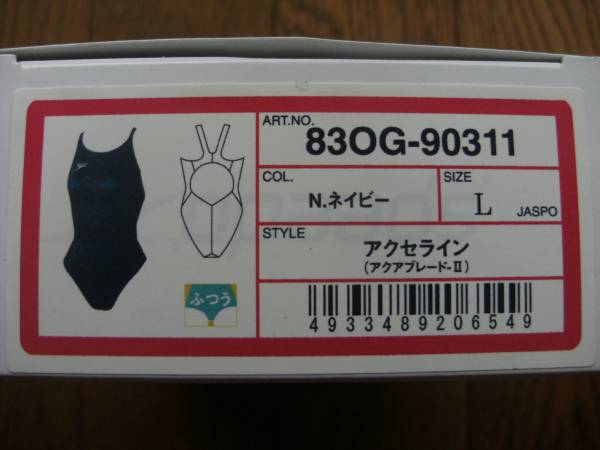 ART.NO.
83OG-90311
COL.
N.ネイビー
SIZE
L
JASPO
STYLE
アクセライン
(アクアブレード-II)
ふつう
4933489206549